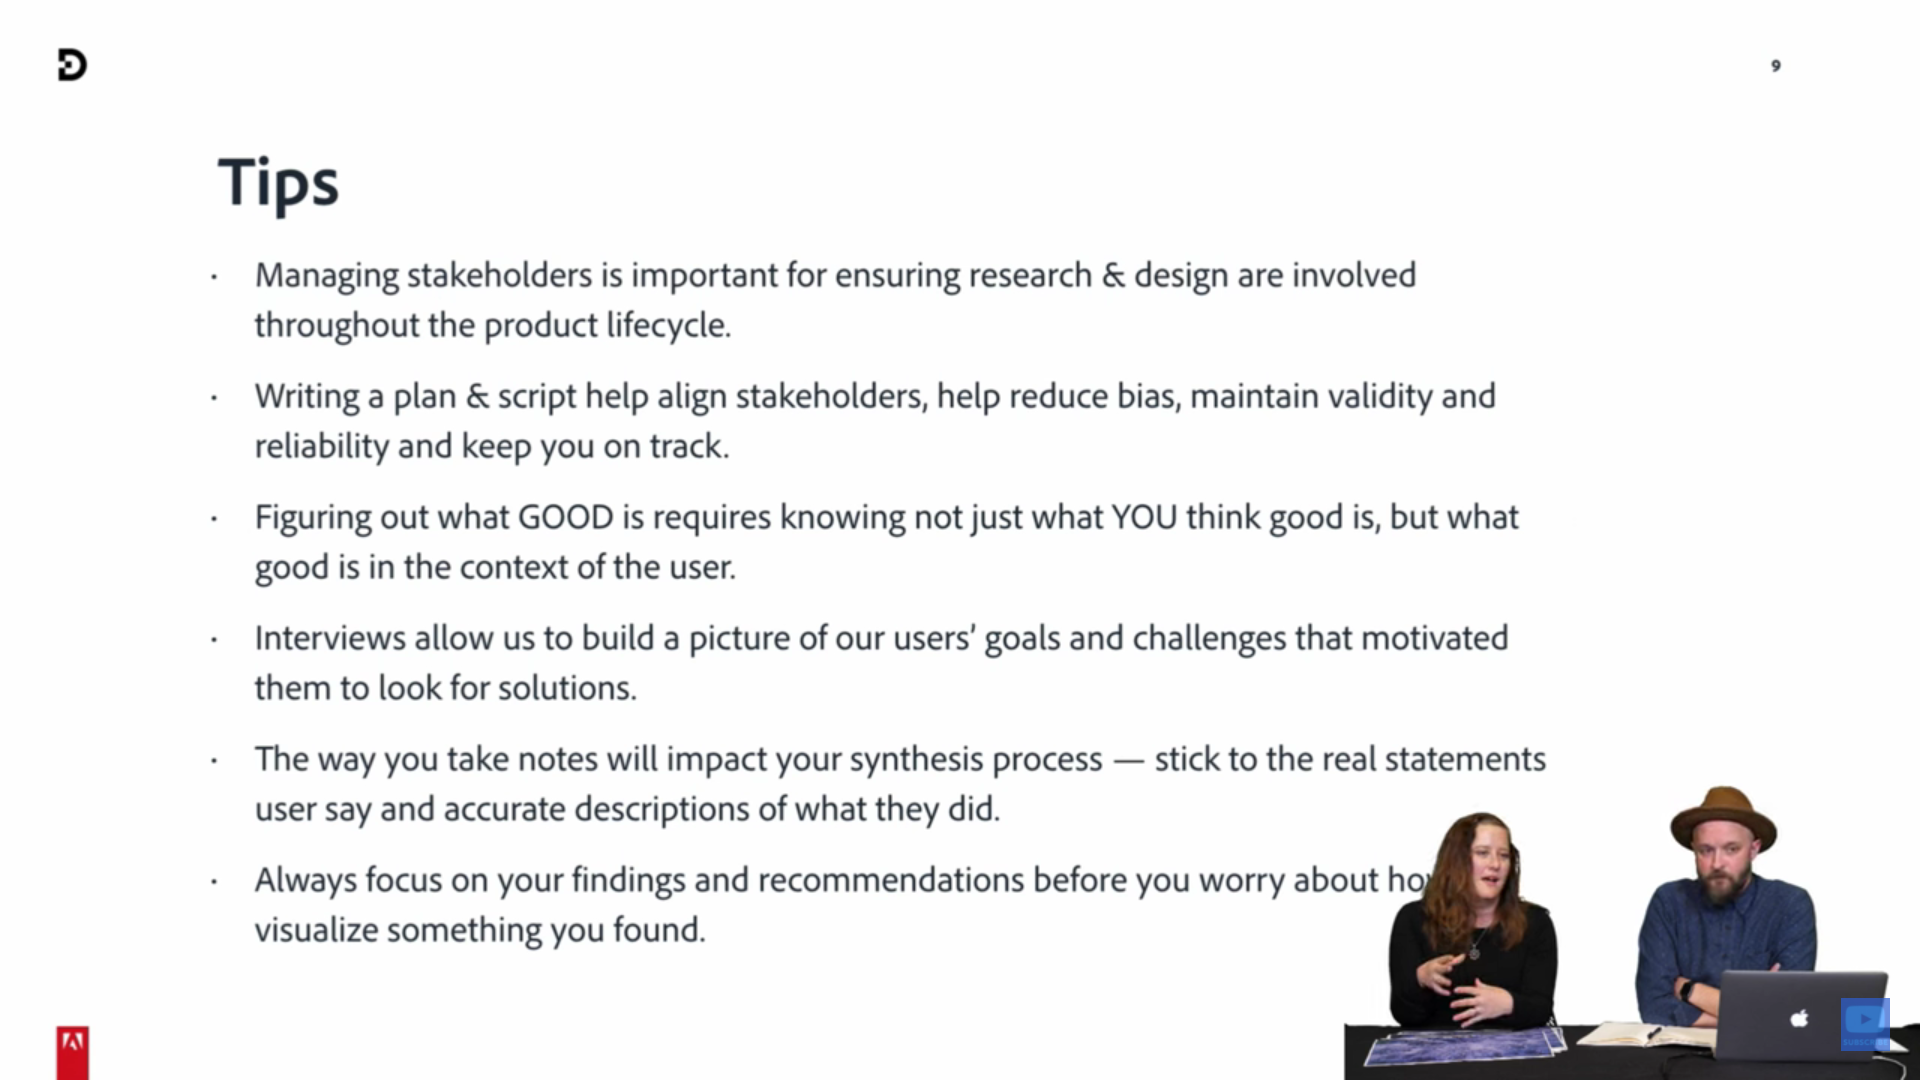 9
Tips
· Managing stakeholders is important for ensuring research & design are involved
throughout the product lifecycle.
· Writing a plan & script help align stakeholders, help reduce bias, maintain validity and
reliability and keep you on track.
· Figuring out what GOOD is requires knowing not just what YOU think good is, but what
good is in the context of the user.
· Interviews allow us to build a picture of our users’ goals and challenges that motivated
them to look for solutions.
· The way you take notes will impact your synthesis process — stick to the real statements
user say and accurate descriptions of what they did.
· Always focus on your findings and recommendations before you worry about
visualize something you found.
SUBSCRIBE